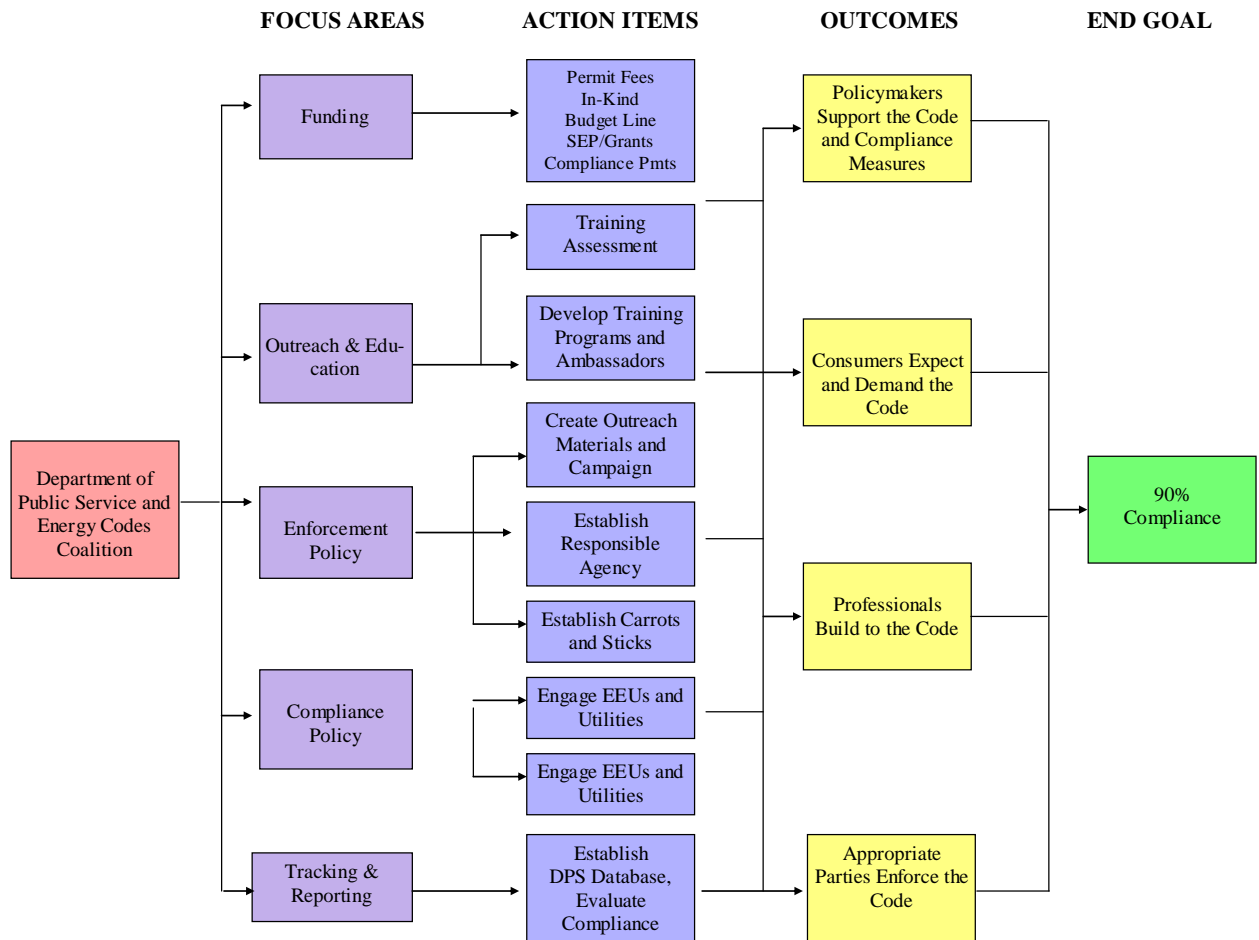 FOCUS AREAS
ACTION ITEMS
OUTCOMES
END GOAL
Department of
Public Service and
Energy Codes
Coalition
Funding
Outreach & Edu-
cation
Enforcement
Policy
Compliance
Policy
Tracking &
Reporting
Permit Fees
In-Kind
Budget Line
SEP/Grants
Compliance Pmts
Training
Assessment
Develop Training
Programs and
Ambassadors
Create Outreach
Materials and
Campaign
Establish
Responsible
Agency
Establish Carrots
and Sticks
Engage EEUs and
Utilities
Engage EEUs and
Utilities
Establish
DPS Database,
Evaluate
Compliance
Policymakers
Support the Code
and Compliance
Measures
Consumers Expect
and Demand the
Code
Professionals
Build to the Code
Appropriate
Parties Enforce the
Code
90%
Compliance